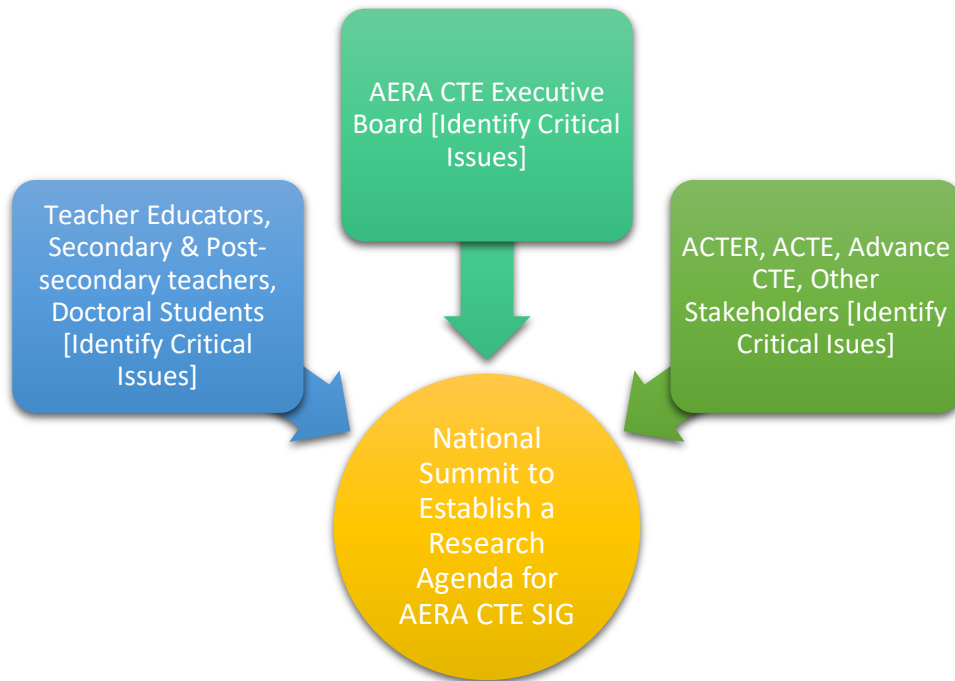 AERA CTE Executive
Board [Identify Critical
Issues]
Teacher Educators,
Secondary & Post-
secondary teachers,
Doctoral Students
[Identify Critical
Issues]
ACTER, ACTE, Advance
CTE, Other
Stakeholders [Identify
Critical Isues]
National
Summit to
Establish a
Research
Agenda for
AERA CTE SIG